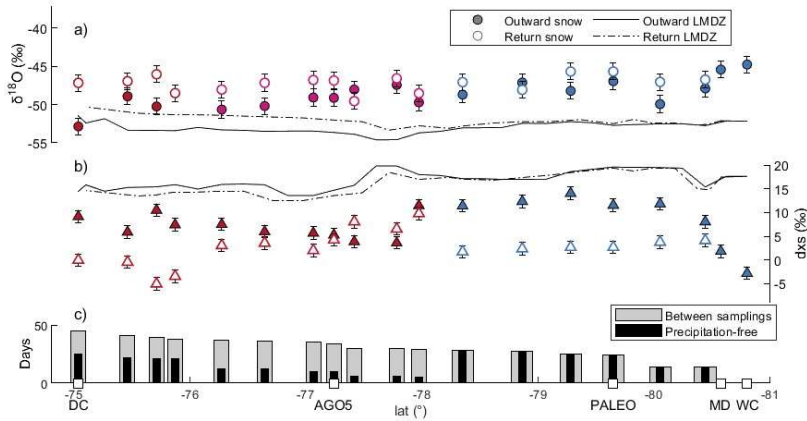 a)
δ¹⁸O (‰)
-40
-45
-50
-55
Outward snow
Outward LMDZ
Return snow
Return LMDZ
b)
20
15
10
5
0
-5
dxs (‰)
c)
Days
50
0
Between samplings
Precipitation-free
-75 -76 -77 -78 -79 -80 -81
DC AGO5 lat (°) PALEO MD WC